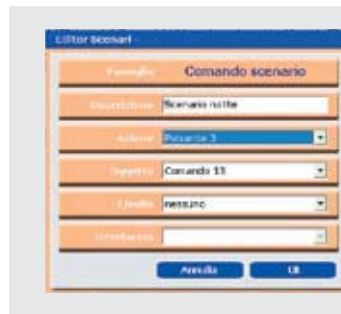 Editor Scenari -
Famiglia Comando scenario
Descrizione Scenario notte
Azione Pulsante 3
Oggetto Comando 13
Livello nessuno
Interfaccia
Annulla Ok